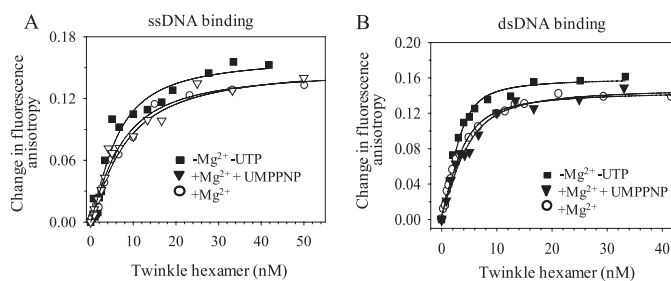 A
ssDNA binding
Change in fluorescence
anisotropy
0.18
0.12
0.06
0.00
-Mg²⁺-UTP
+Mg²⁺+UMPPNP
+Mg²⁺
0 10 20 30 40 50
Twinkle hexamer (nM)
B
dsDNA binding
Change in fluorescence
anisotropy
0.20
0.16
0.12
0.08
0.04
0.00
-Mg²⁺-UTP
+Mg²⁺+UMPPNP
+Mg²⁺
0 10 20 30 40
Twinkle hexamer (nM)